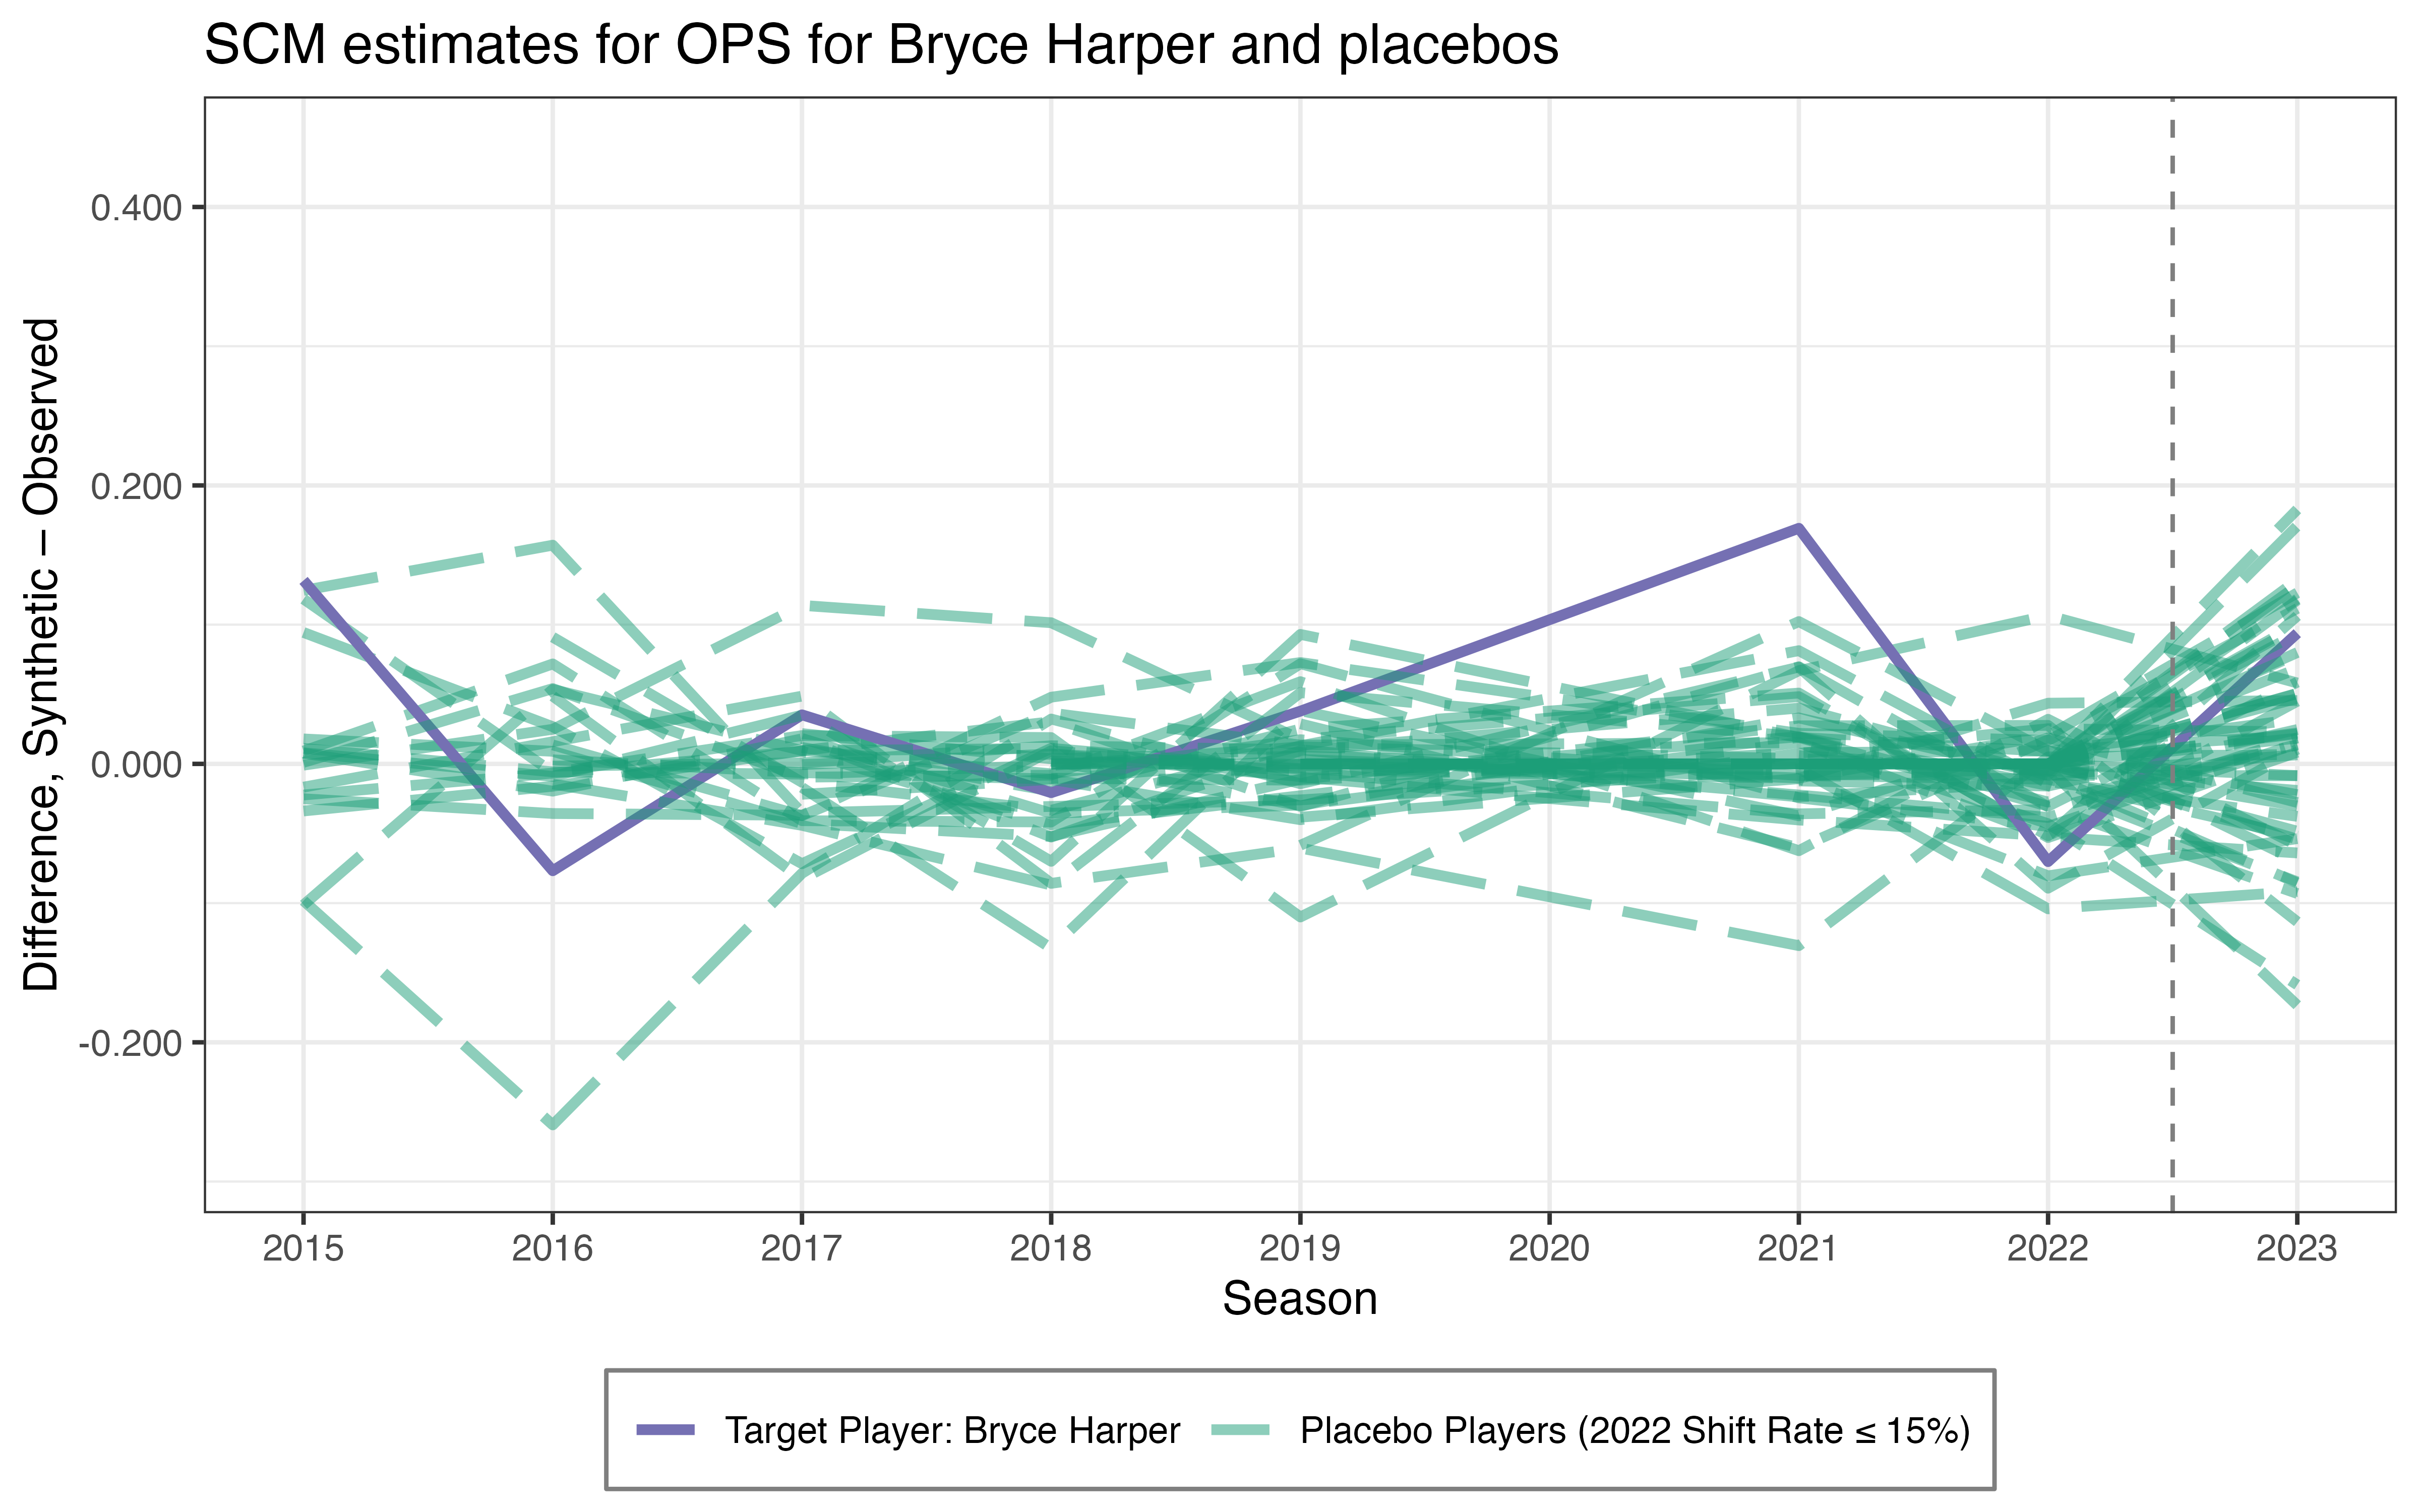 SCM estimates for OPS for Bryce Harper and placebos
Difference, Synthetic – Observed
0.400
0.200
0.000
-0.200
2015 2016 2017 2018 2019 2020 2021 2022 2023
Season
Target Player: Bryce Harper Placebo Players (2022 Shift Rate ≤ 15%)